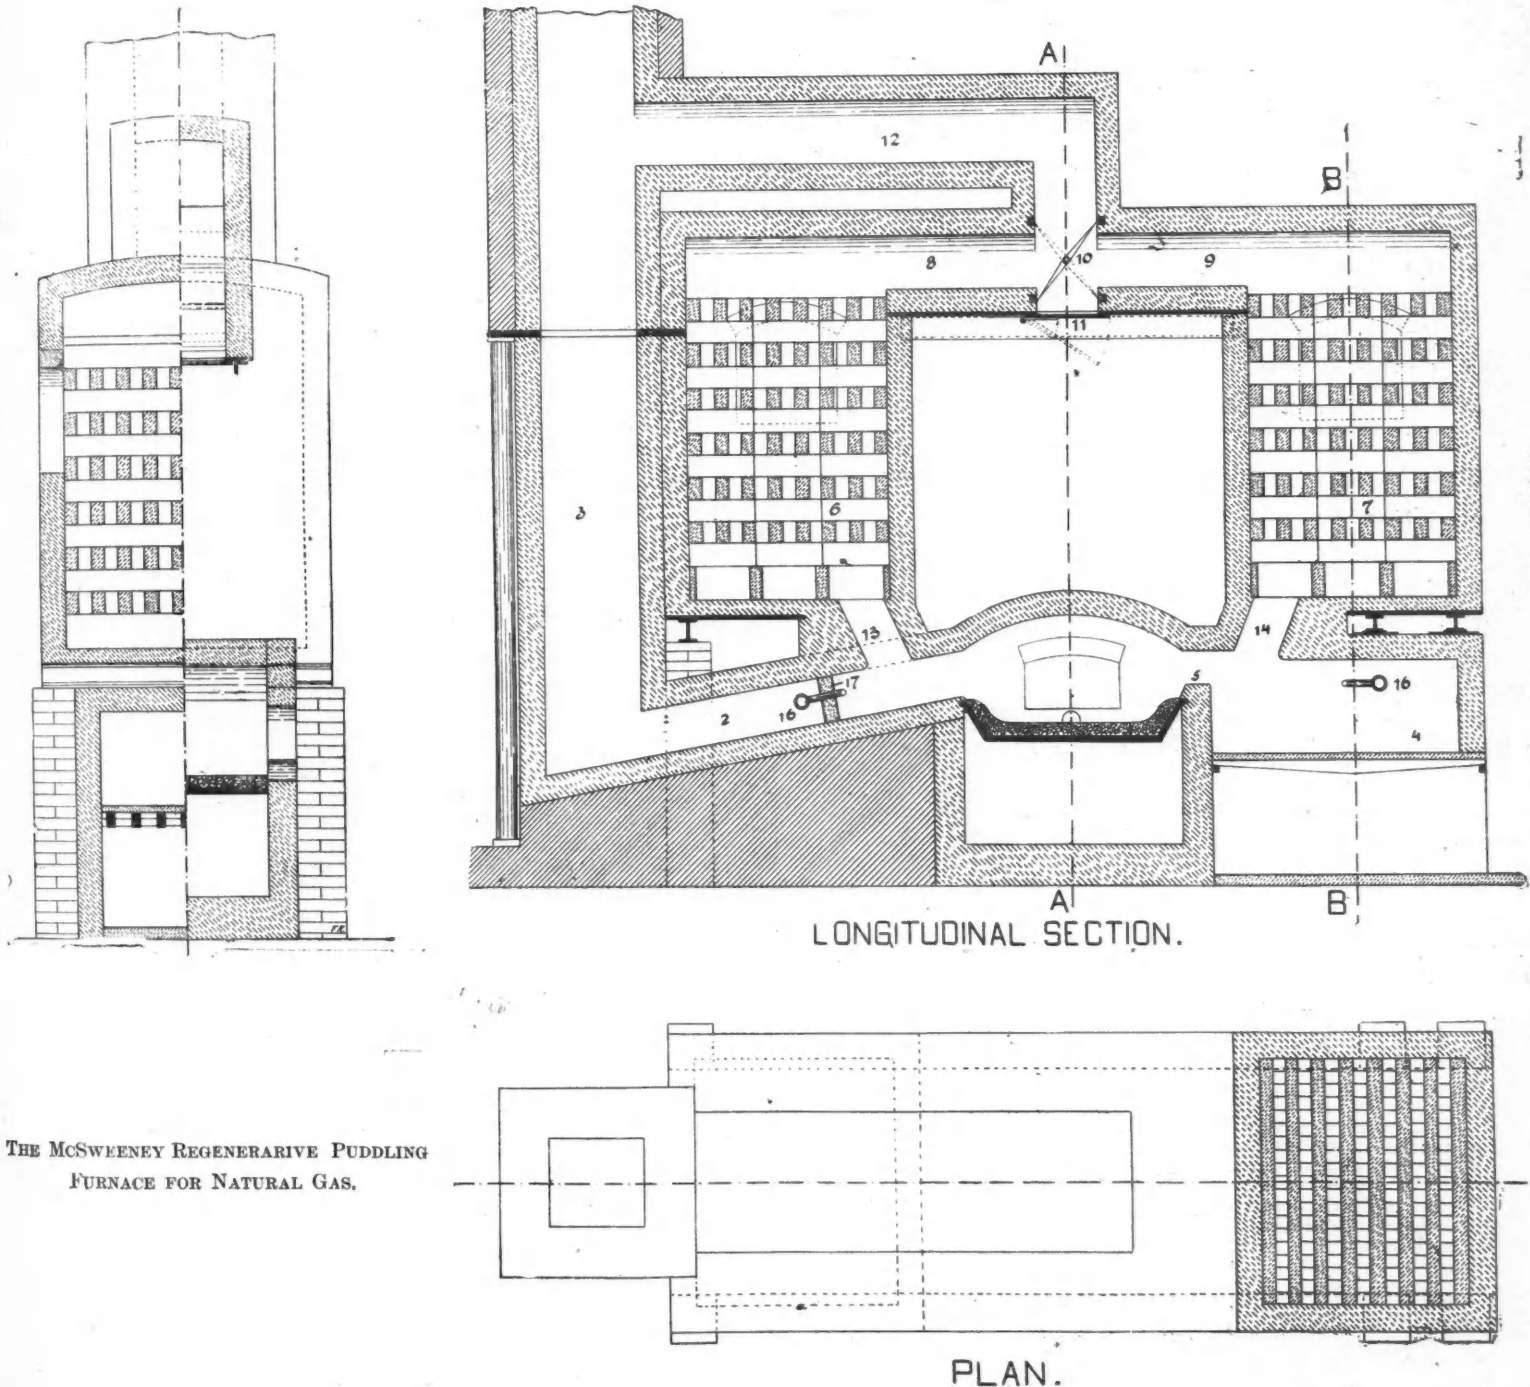 A
12
B
8
10
9
11
3
6
7
13
14
5
17
16
16
2
4
A
B
LONGITUDINAL SECTION.
THE MCSWEENEY REGENERARIVE PUDDLING
FURNACE FOR NATURAL GAS.
PLAN.